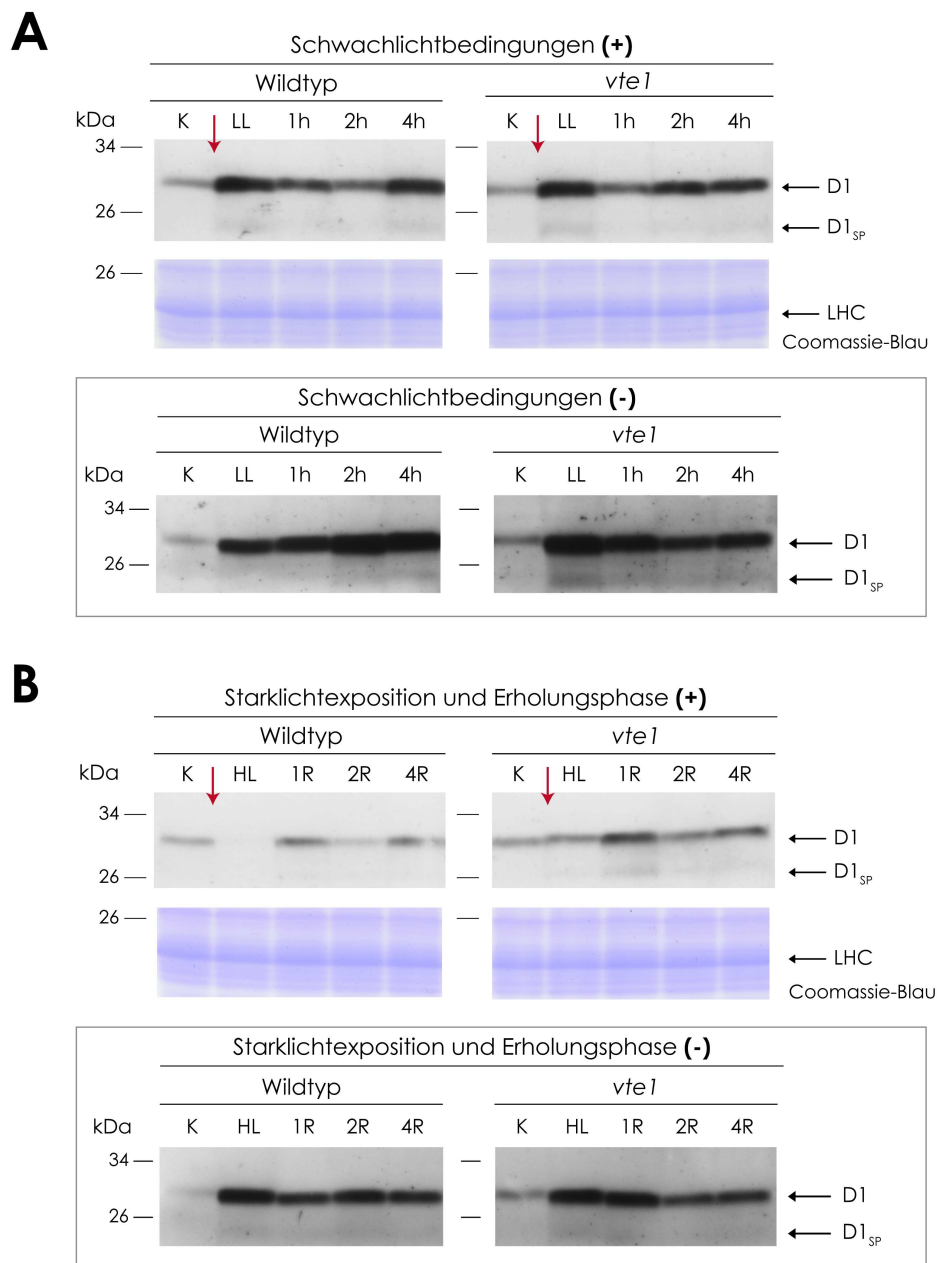 A
Schwachlichtbedingungen (+)
Wildtyp vte1
kDa K LL 1h 2h 4h K LL 1h 2h 4h
34
D1
26
D1SP
26
LHC
Coomassie-Blau
Schwachlichtbedingungen (-)
Wildtyp vte1
kDa K LL 1h 2h 4h K LL 1h 2h 4h
34
D1
26
D1SP
B
Starklichtexposition und Erholungsphase (+)
Wildtyp vte1
kDa K HL 1R 2R 4R K HL 1R 2R 4R
34
D1
26
D1SP
26
LHC
Coomassie-Blau
Starklichtexposition und Erholungsphase (-)
Wildtyp vte1
kDa K HL 1R 2R 4R K HL 1R 2R 4R
34
D1
26
D1SP